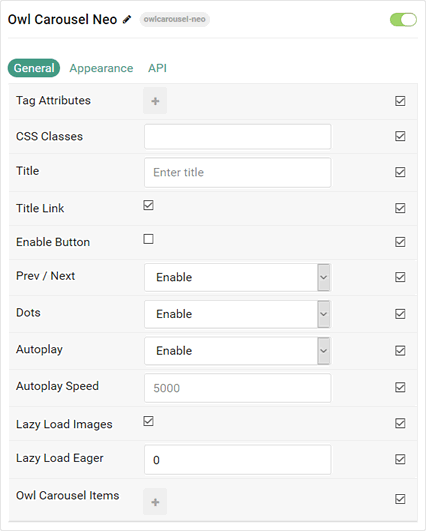 Owl Carousel Neo owlcarousel-neo
General Appearance API
Tag Attributes +
CSS Classes
Title Enter title
Title Link
Enable Button
Prev / Next Enable
Dots Enable
Autoplay Enable
Autoplay Speed 5000
Lazy Load Images
Lazy Load Eager 0
Owl Carousel Items +